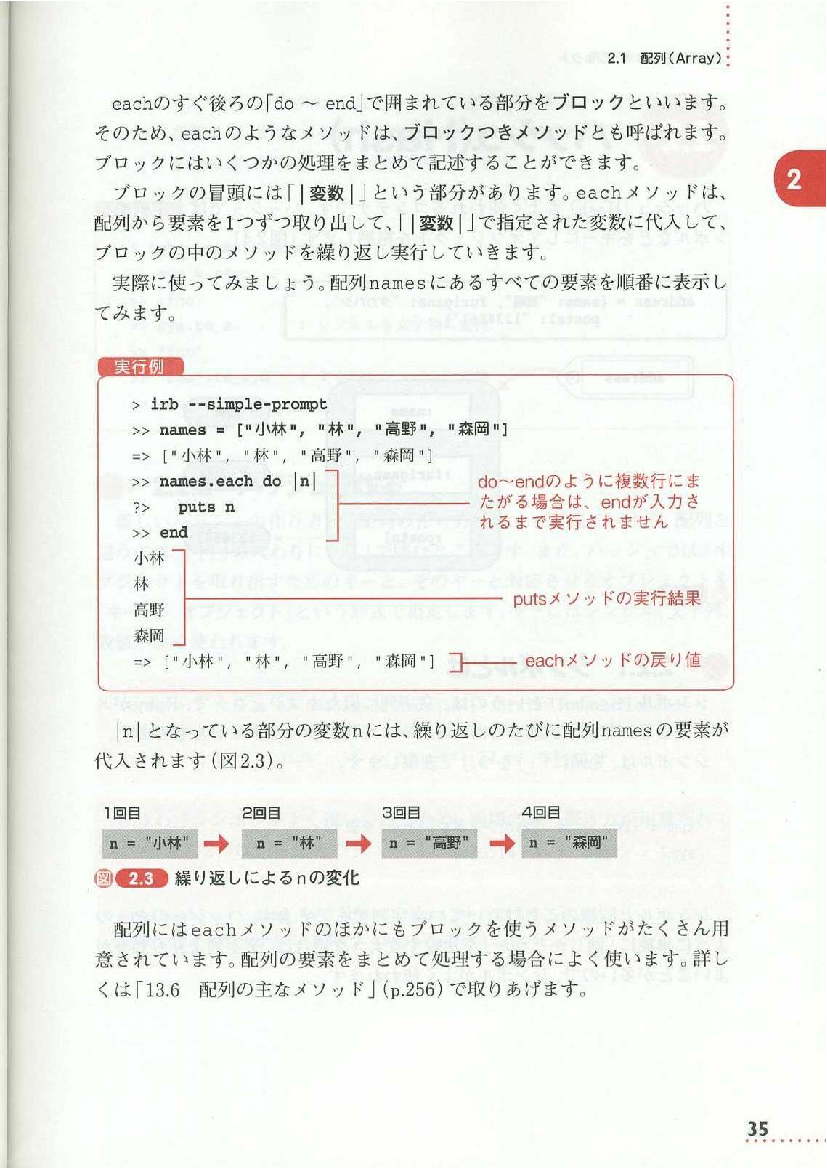 2.1　配列(Array)
eachのすぐ後ろの「do ～ end」で囲まれている部分をブロックといいます。
そのため、eachのようなメソッドは、ブロックつきメソッドとも呼ばれます。
ブロックにはいくつかの処理をまとめて記述することができます。
ブロックの冒頭には「|変数|」という部分があります。eachメソッドは、
配列から要素を1つずつ取り出して、「|変数|」で指定された変数に代入して、
ブロックの中のメソッドを繰り返し実行していきます。
実際に使ってみましょう。配列namesにあるすべての要素を順番に表示し
てみます。
2
実行例
> irb --simple-prompt
>> names = ["小林", "林", "高野", "森岡"]
=> ["小林", "林", "高野", "森岡"]
>> names.each do |n|
?>   puts n
>> end
do～endのように複数行にま
たがる場合は、endが入力さ
れるまで実行されません
小林
林
高野
森岡
putsメソッドの実行結果
=> ["小林", "林", "高野", "森岡"]
eachメソッドの戻り値
|n|となっている部分の変数nには、繰り返しのたびに配列namesの要素が
代入されます(図2.3)。
1回目 2回目 3回目 4回目
n = "小林" n = "林" n = "高野" n = "森岡"
図 2.3 繰り返しによるnの変化
配列にはeachメソッドのほかにもブロックを使うメソッドがたくさん用
意されています。配列の要素をまとめて処理する場合によく使います。詳し
くは「13.6　配列の主なメソッド」(p.256)で取りあげます。
35